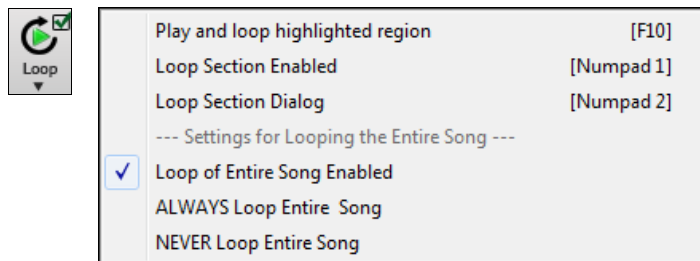 Loop
Play and loop highlighted region [F10]
Loop Section Enabled [Numpad 1]
Loop Section Dialog [Numpad 2]
--- Settings for Looping the Entire Song ---
Loop of Entire Song Enabled
ALWAYS Loop Entire  Song
NEVER Loop Entire Song